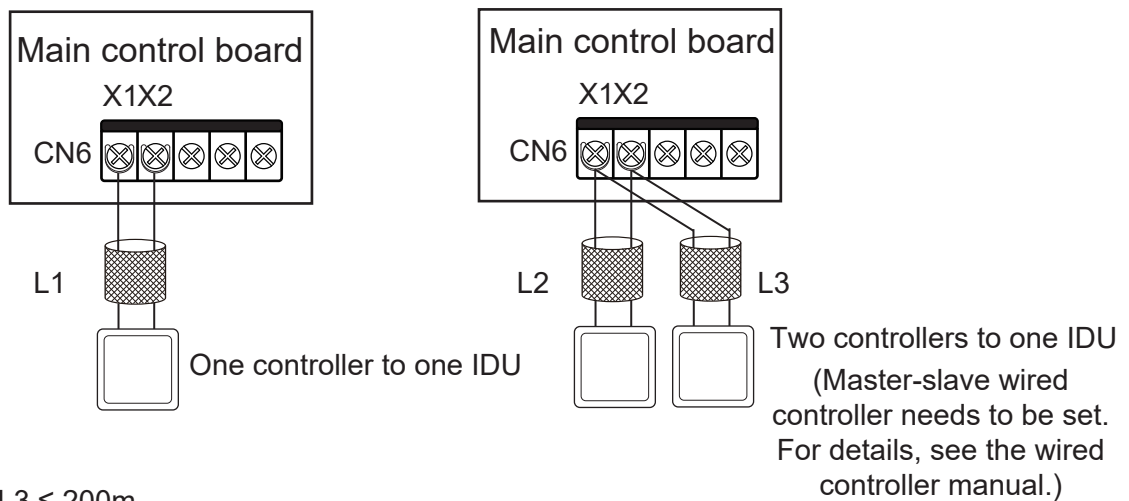 Main control board
X1X2
CN6
L1
One controller to one IDU
Main control board
X1X2
CN6
L2
L3
Two controllers to one IDU
(Master-slave wired
controller needs to be set.
For details, see the wired
controller manual.)
L3 ≤ 200m